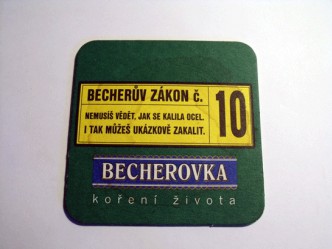 BECHERŮV ZÁKON č. 10
NEMUSÍŠ VĚDĚT, JAK SE KALILA OCEL.
I TAK MŮŽEŠ UKÁZKOVĚ ZAKALIT.
BECHEROVKA
koření života